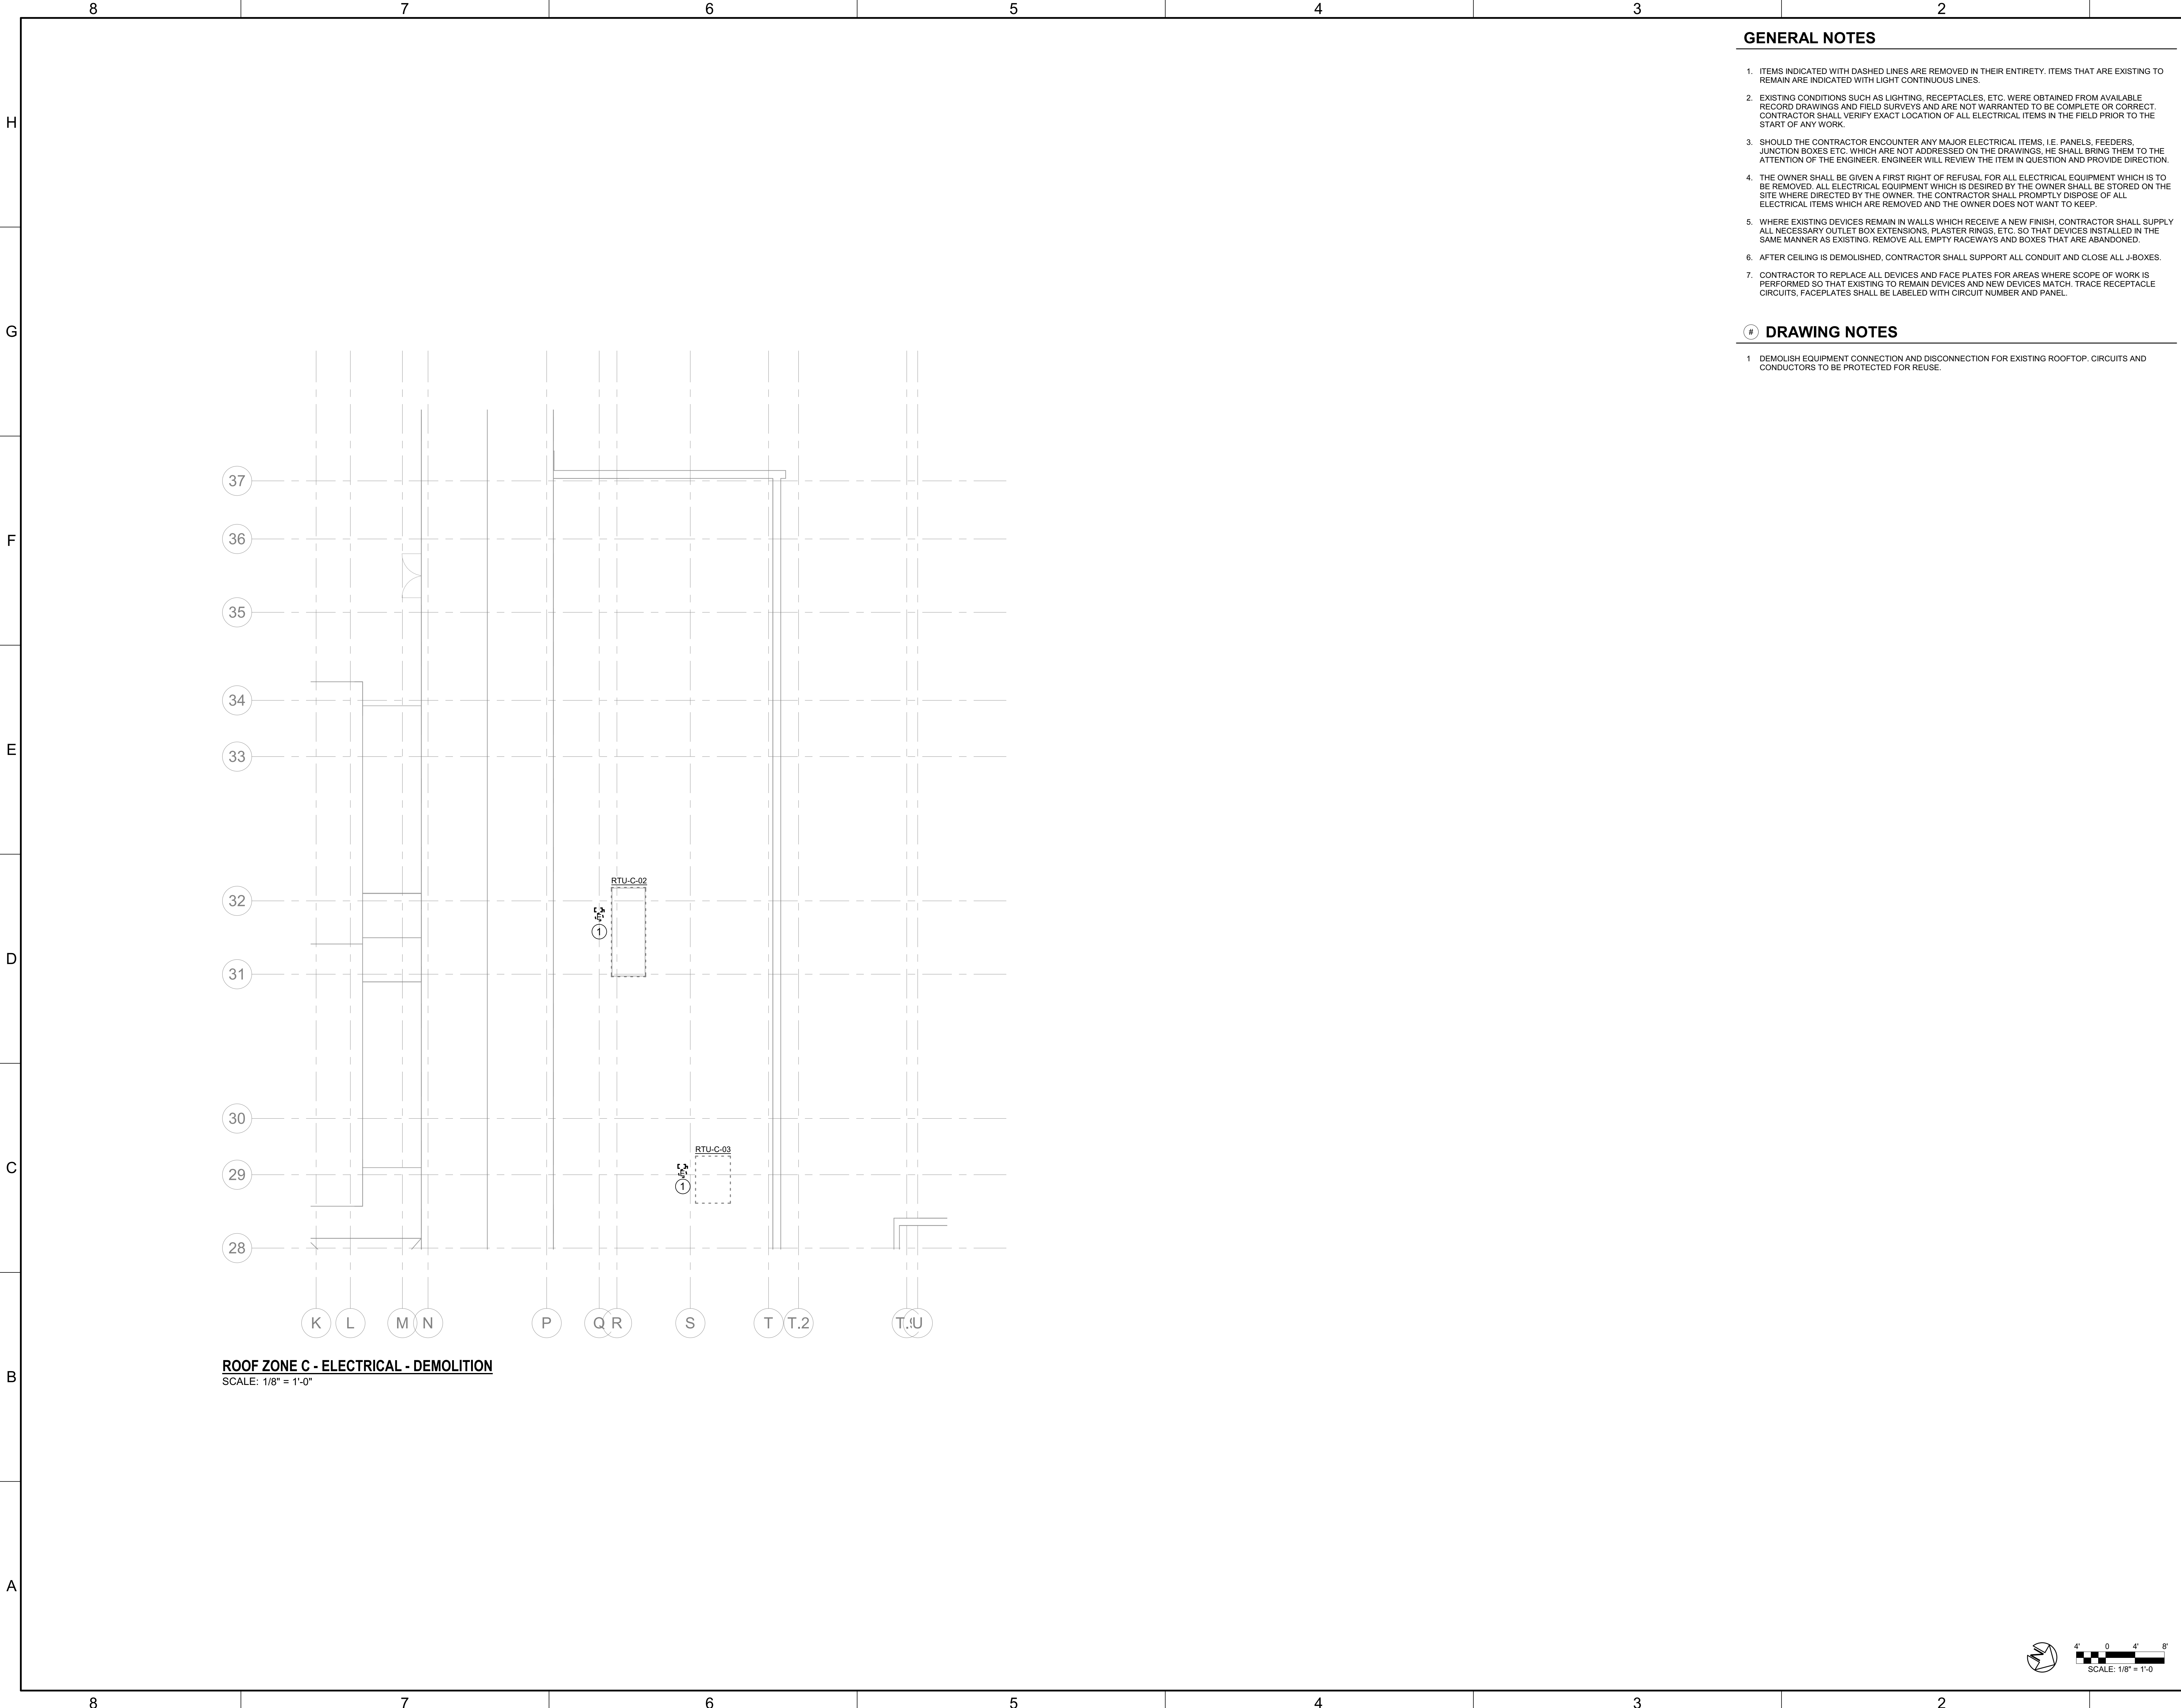 8 7 6 5 4 3 2
GENERAL NOTES
1. ITEMS INDICATED WITH DASHED LINES ARE REMOVED IN THEIR ENTIRETY. ITEMS THAT ARE EXISTING TO
REMAIN ARE INDICATED WITH LIGHT CONTINUOUS LINES.
2. EXISTING CONDITIONS SUCH AS LIGHTING, RECEPTACLES, ETC. WERE OBTAINED FROM AVAILABLE
RECORD DRAWINGS AND FIELD SURVEYS AND ARE NOT WARRANTED TO BE COMPLETE OR CORRECT.
CONTRACTOR SHALL VERIFY EXACT LOCATION OF ALL ELECTRICAL ITEMS IN THE FIELD PRIOR TO THE
START OF ANY WORK.
3. SHOULD THE CONTRACTOR ENCOUNTER ANY MAJOR ELECTRICAL ITEMS, I.E. PANELS, FEEDERS,
JUNCTION BOXES ETC. WHICH ARE NOT ADDRESSED ON THE DRAWINGS, HE SHALL BRING THEM TO THE
ATTENTION OF THE ENGINEER. ENGINEER WILL REVIEW THE ITEM IN QUESTION AND PROVIDE DIRECTION.
4. THE OWNER SHALL BE GIVEN A FIRST RIGHT OF REFUSAL FOR ALL ELECTRICAL EQUIPMENT WHICH IS TO
BE REMOVED. ALL ELECTRICAL EQUIPMENT WHICH IS DESIRED BY THE OWNER SHALL BE STORED ON THE
SITE WHERE DIRECTED BY THE OWNER. THE CONTRACTOR SHALL PROMPTLY DISPOSE OF ALL
ELECTRICAL ITEMS WHICH ARE REMOVED AND THE OWNER DOES NOT WANT TO KEEP.
5. WHERE EXISTING DEVICES REMAIN IN WALLS WHICH RECEIVE A NEW FINISH, CONTRACTOR SHALL SUPPLY
ALL NECESSARY OUTLET BOX EXTENSIONS, PLASTER RINGS, ETC. SO THAT DEVICES INSTALLED IN THE
SAME MANNER AS EXISTING. REMOVE ALL EMPTY RACEWAYS AND BOXES THAT ARE ABANDONED.
6. AFTER CEILING IS DEMOLISHED, CONTRACTOR SHALL SUPPORT ALL CONDUIT AND CLOSE ALL J-BOXES.
7. CONTRACTOR TO REPLACE ALL DEVICES AND FACE PLATES FOR AREAS WHERE SCOPE OF WORK IS
PERFORMED SO THAT EXISTING TO REMAIN DEVICES AND NEW DEVICES MATCH. TRACE RECEPTACLE
CIRCUITS, FACEPLATES SHALL BE LABELED WITH CIRCUIT NUMBER AND PANEL.
# DRAWING NOTES
1 DEMOLISH EQUIPMENT CONNECTION AND DISCONNECTION FOR EXISTING ROOFTOP. CIRCUITS AND
CONDUCTORS TO BE PROTECTED FOR REUSE.
H
G
F
E
D
C
B
A
37
36
35
34
33
32
31
30
29
28
RTU-C-02
1
RTU-C-03
1
K L M N P Q R S T T.2 U
ROOF ZONE C - ELECTRICAL - DEMOLITION
SCALE: 1/8" = 1'-0"
4' 0 4' 8'
SCALE: 1/8" = 1'-0
8 7 6 5 4 3 2